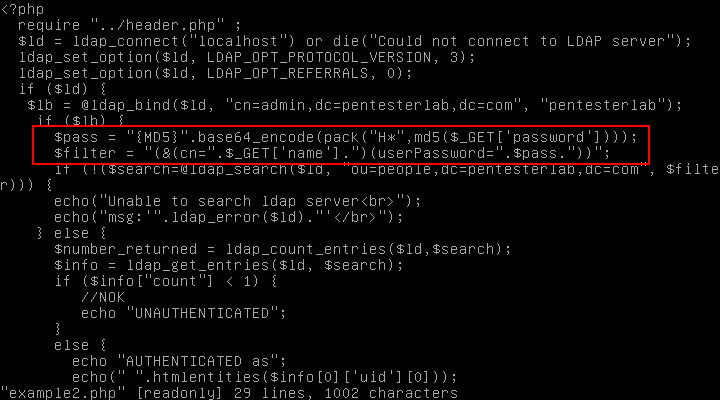 <?php
require "../header.php" ;
$ld = ldap_connect("localhost") or die("Could not connect to LDAP server");
ldap_set_option($ld, LDAP_OPT_PROTOCOL_VERSION, 3);
ldap_set_option($ld, LDAP_OPT_REFERRALS, 0);
if ($ld) {
$lb = @ldap_bind($ld, "cn=admin,dc=pentesterlab,dc=com", "pentesterlab");
if ($lb) {
$pass = "{MD5}".base64_encode(pack("H*",md5($_GET['password'])));
$filter = "(&(cn=".$_GET['name'].")(userPassword=".$pass."))";
if (!($search=@ldap_search($ld, "ou=people,dc=pentesterlab,dc=com", $filte
r))) {
echo("Unable to search ldap server<br>");
echo("msg:'".ldap_error($ld)."'</br>");
} else {
$number_returned = ldap_count_entries($ld,$search);
$info = ldap_get_entries($ld, $search);
if ($info["count"] < 1) {
//NOK
echo "UNAUTHENTICATED";
}
else {
echo "AUTHENTICATED as";
echo(" ".htmlentities($info[0]['uid'][0]));
"example2.php" [readonly] 29 lines, 1002 characters